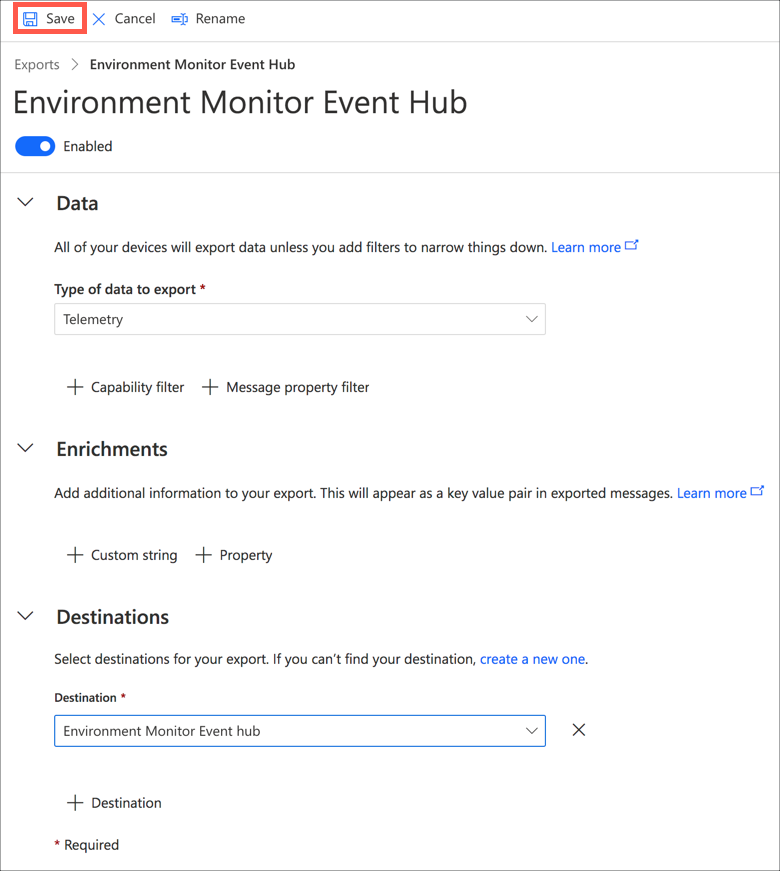 Save Cancel Rename
Exports > Environment Monitor Event Hub
Environment Monitor Event Hub
Enabled
Data
All of your devices will export data unless you add filters to narrow things down. Learn more
Type of data to export *
Telemetry
+ Capability filter + Message property filter
Enrichments
Add additional information to your export. This will appear as a key value pair in exported messages. Learn more
+ Custom string + Property
Destinations
Select destinations for your export. If you can’t find your destination, create a new one.
Destination *
Environment Monitor Event hub
+ Destination
* Required